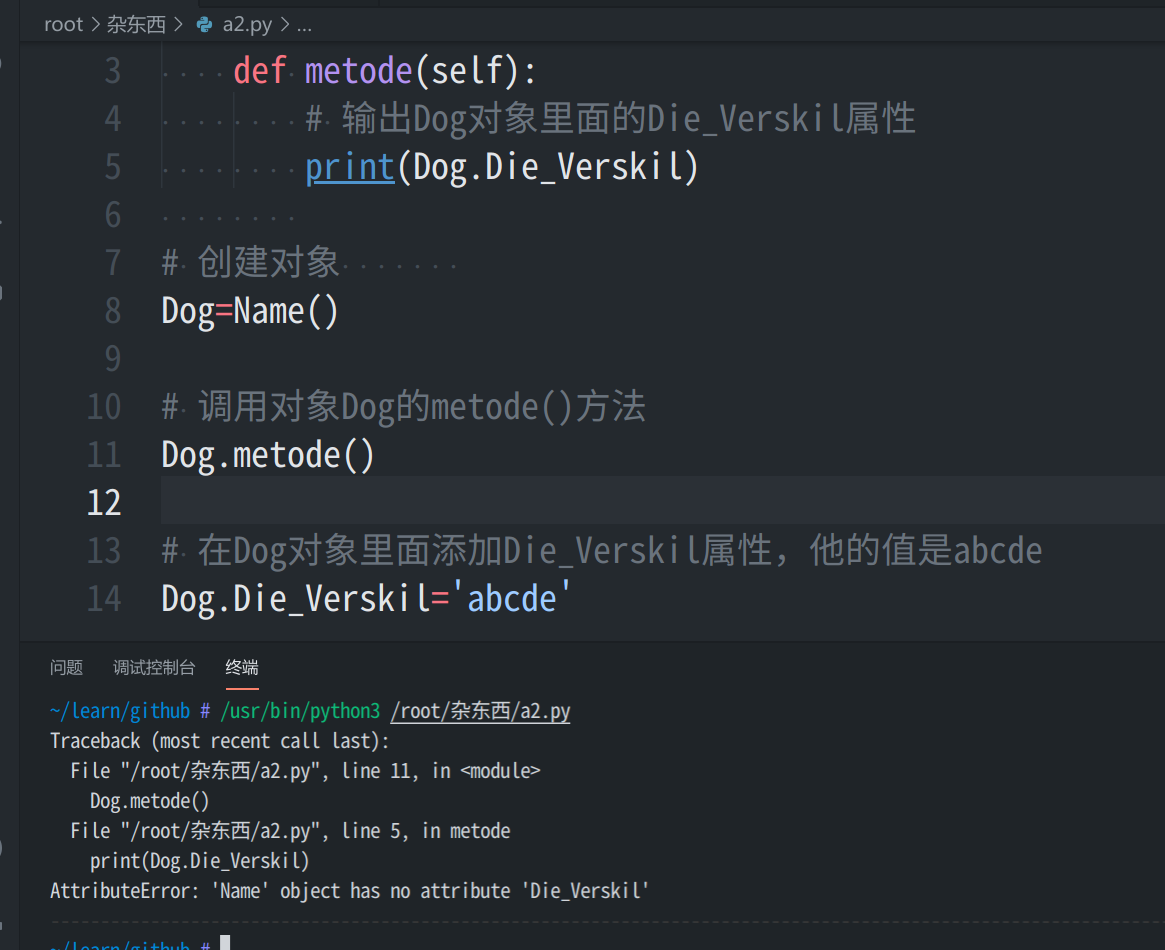 root > 杂东西 > a2.py > ...
3 def metode(self):
4 # 输出Dog对象里面的Die_Verskil属性
5 print(Dog.Die_Verskil)
6
7 # 创建对象
8 Dog=Name()
9
10 # 调用对象Dog的metode()方法
11 Dog.metode()
12
13 # 在Dog对象里面添加Die_Verskil属性，他的值是abcde
14 Dog.Die_Verskil='abcde'
问题 调试控制台 终端
~/learn/github # /usr/bin/python3 /root/杂东西/a2.py
Traceback (most recent call last):
File "/root/杂东西/a2.py", line 11, in <module>
Dog.metode()
File "/root/杂东西/a2.py", line 5, in metode
print(Dog.Die_Verskil)
AttributeError: 'Name' object has no attribute 'Die_Verskil'
~/learn/github #